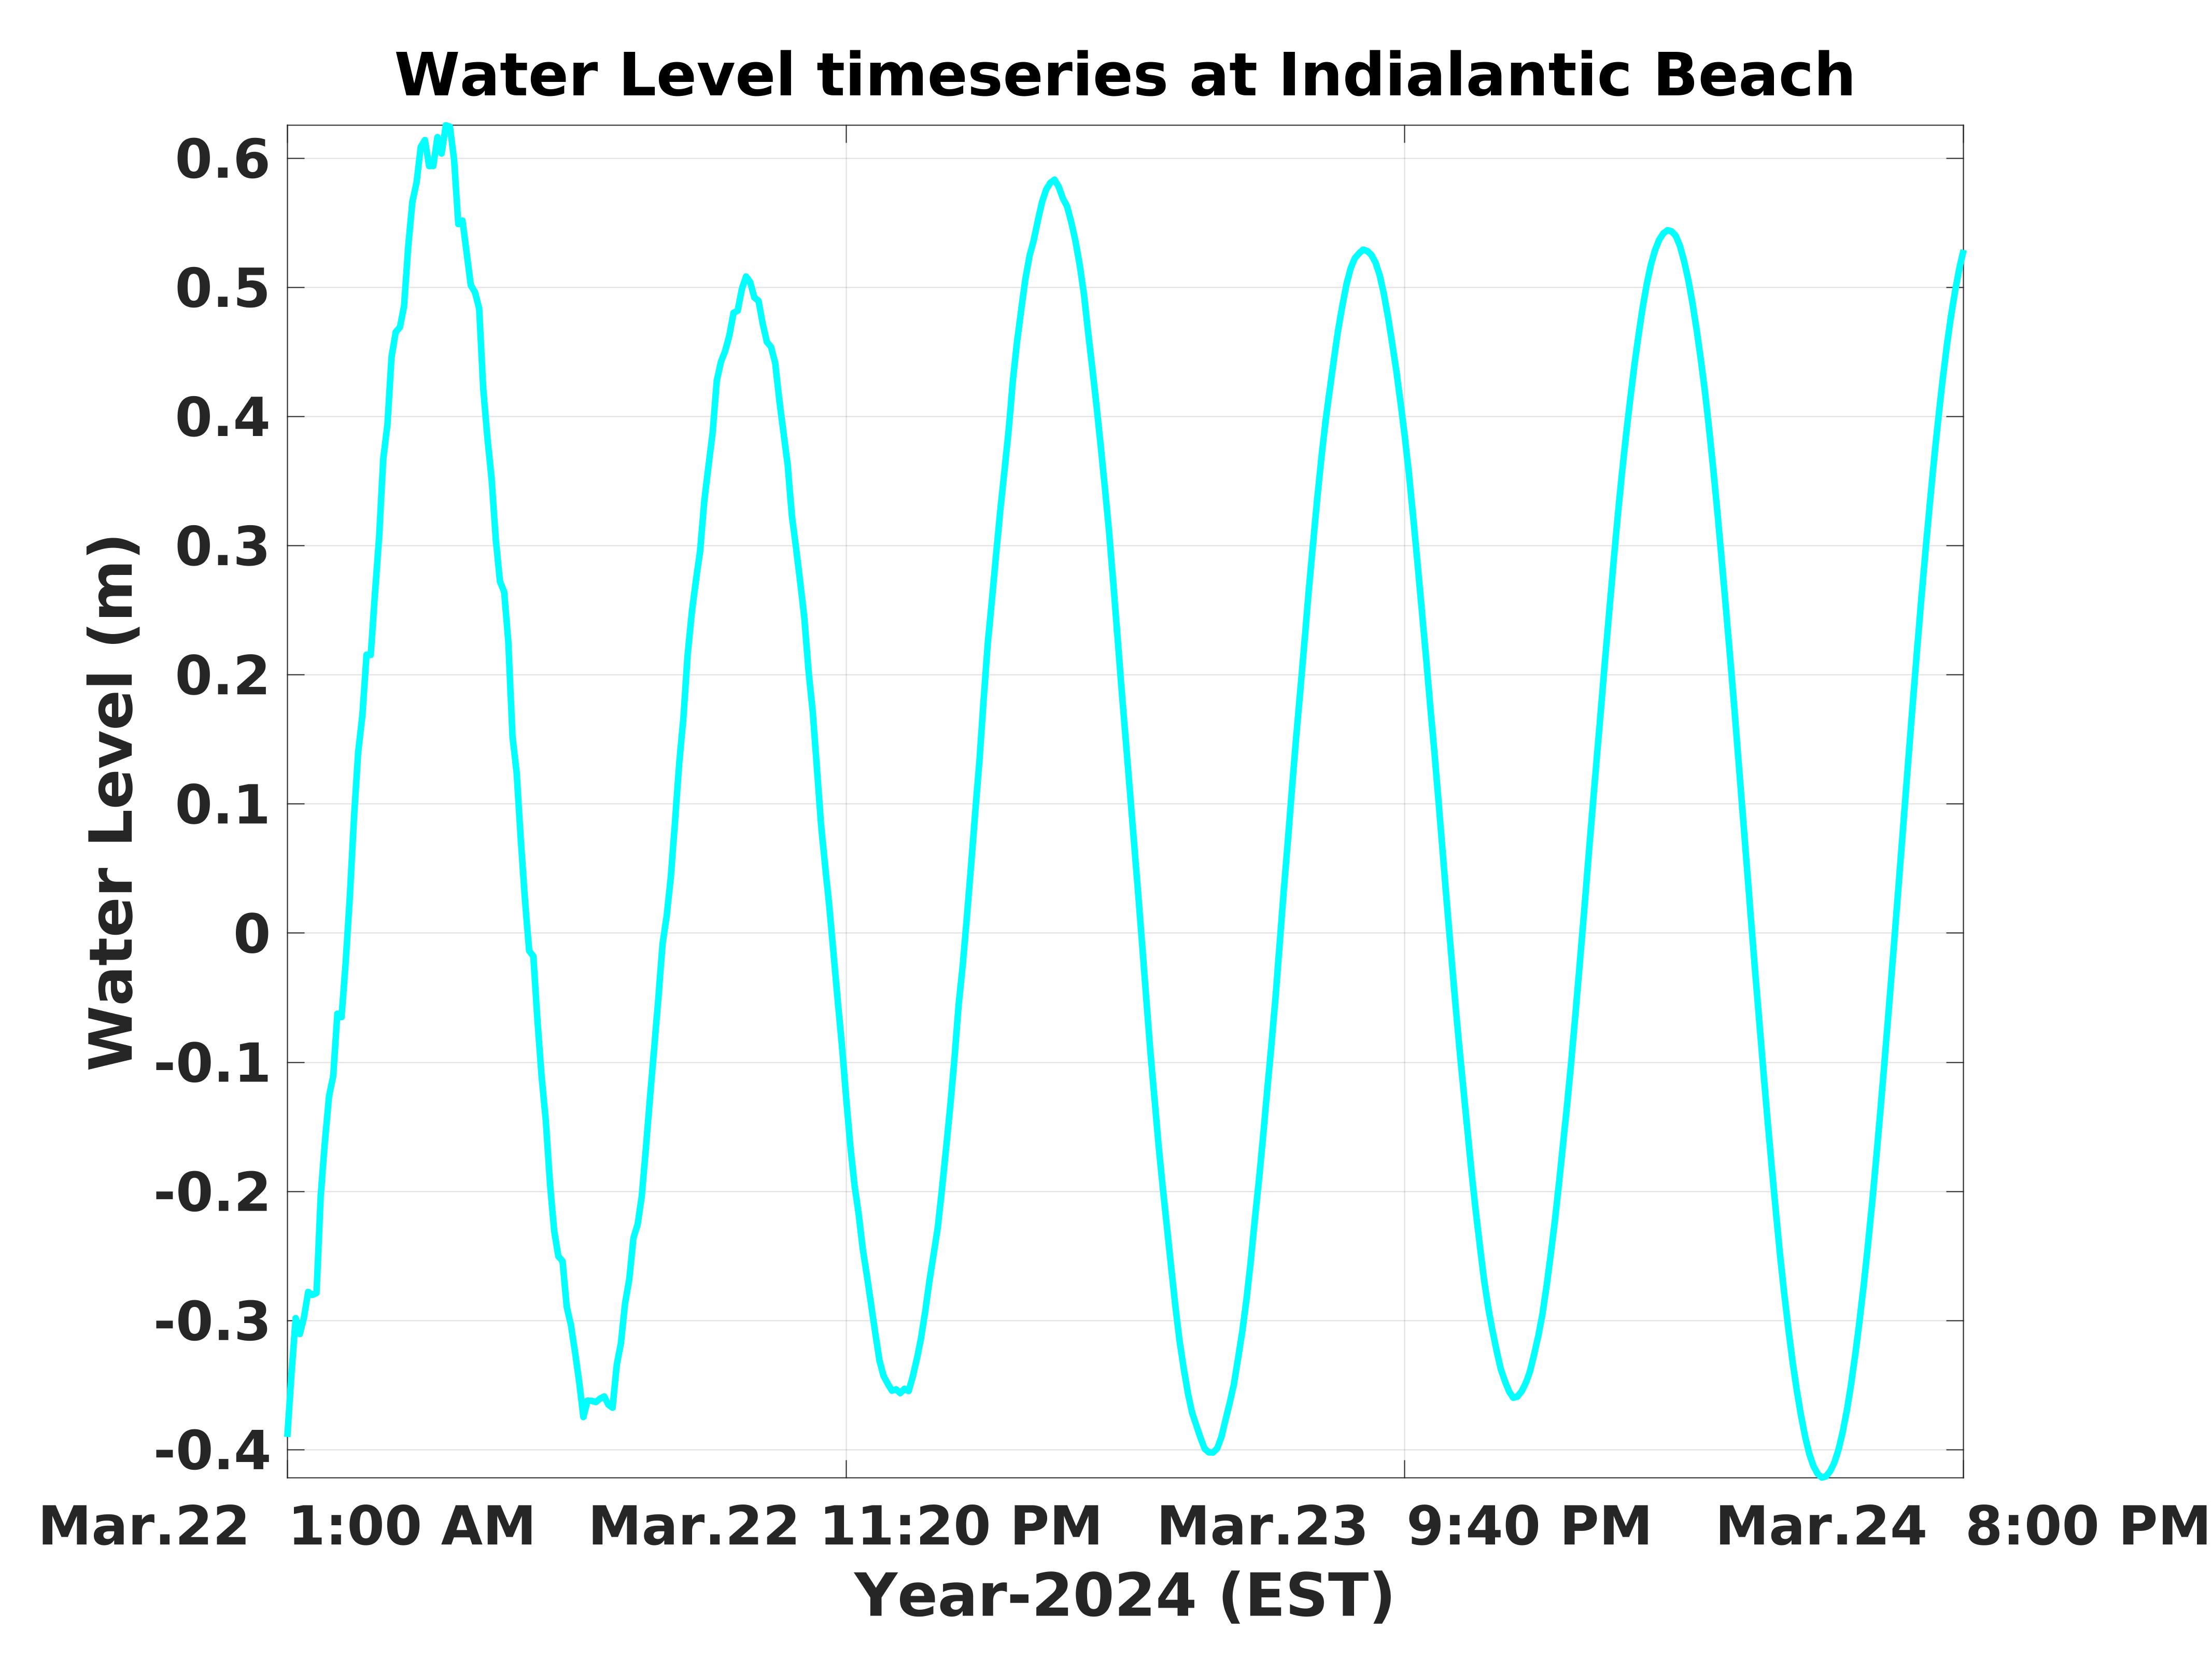 Water Level timeseries at Indialantic Beach
0.6
0.5
0.4
0.3
0.2
0.1
0
-0.1
-0.2
-0.3
-0.4
Water Level (m)
Mar.22 1:00 AM Mar.22 11:20 PM Mar.23 9:40 PM Mar.24 8:00 PM
Year-2024 (EST)